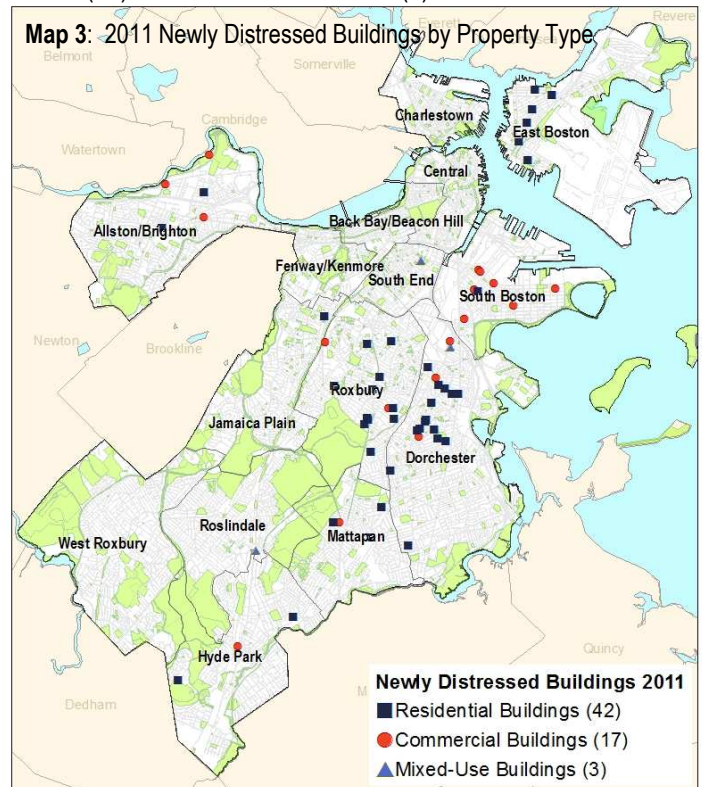 Map 3: 2011 Newly Distressed Buildings by Property Type
Everett
Revere
Belmont
Somerville
Charlestown
East Boston
Cambridge
Watertown
Central
Allston/Brighton
Back Bay/Beacon Hill
Fenway/Kenmore
South End
South Boston
Newton
Brookline
Roxbury
Jamaica Plain
Dorchester
Roslindale
West Roxbury
Mattapan
Hyde Park
Quincy
Dedham
Newly Distressed Buildings 2011
Residential Buildings (42)
Commercial Buildings (17)
Mixed-Use Buildings (3)